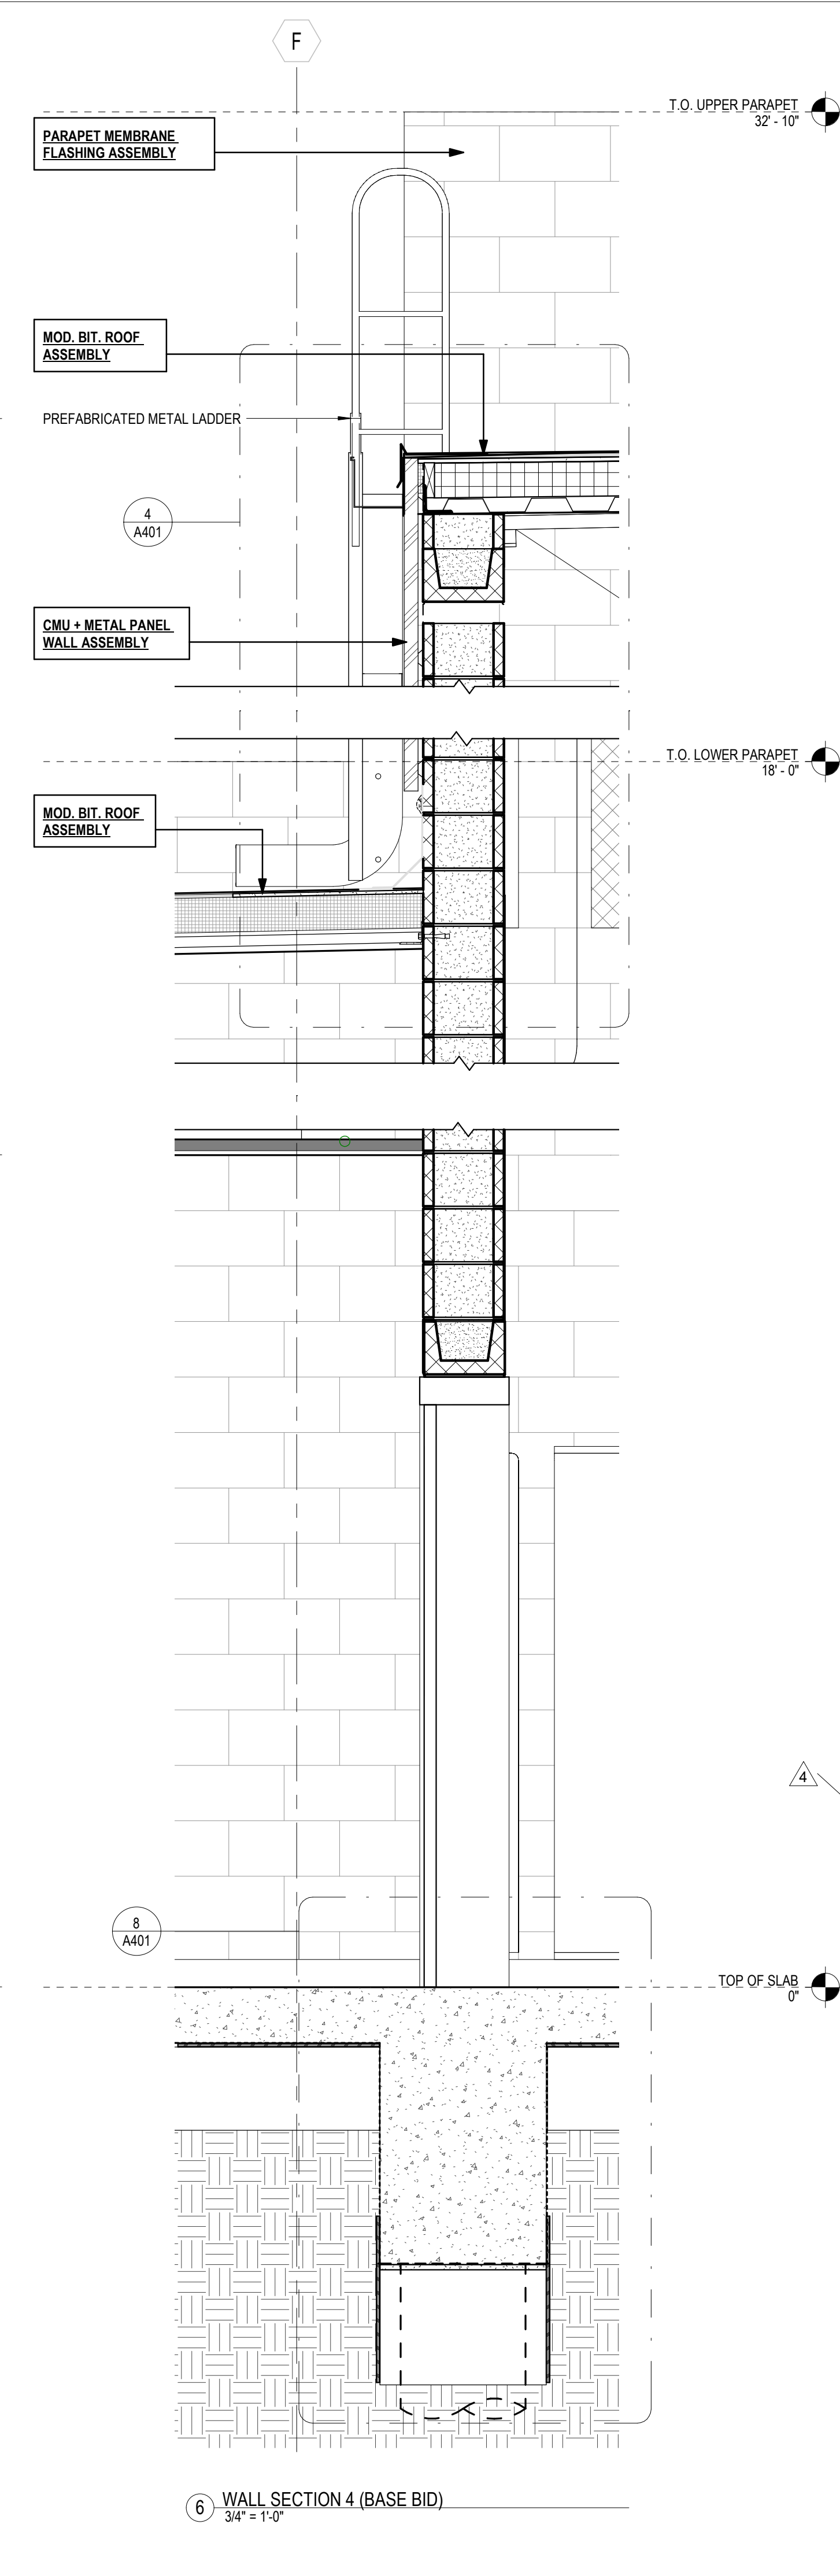 F
T.O. UPPER PARAPET
32' - 10"
PARAPET MEMBRANE
FLASHING ASSEMBLY
MOD. BIT. ROOF
ASSEMBLY
PREFABRICATED METAL LADDER
4
A401
CMU + METAL PANEL
WALL ASSEMBLY
T.O. LOWER PARAPET
18' - 0"
MOD. BIT. ROOF
ASSEMBLY
4
8
A401
TOP OF SLAB
0"
6
WALL SECTION 4 (BASE BID)
3/4" = 1'-0"